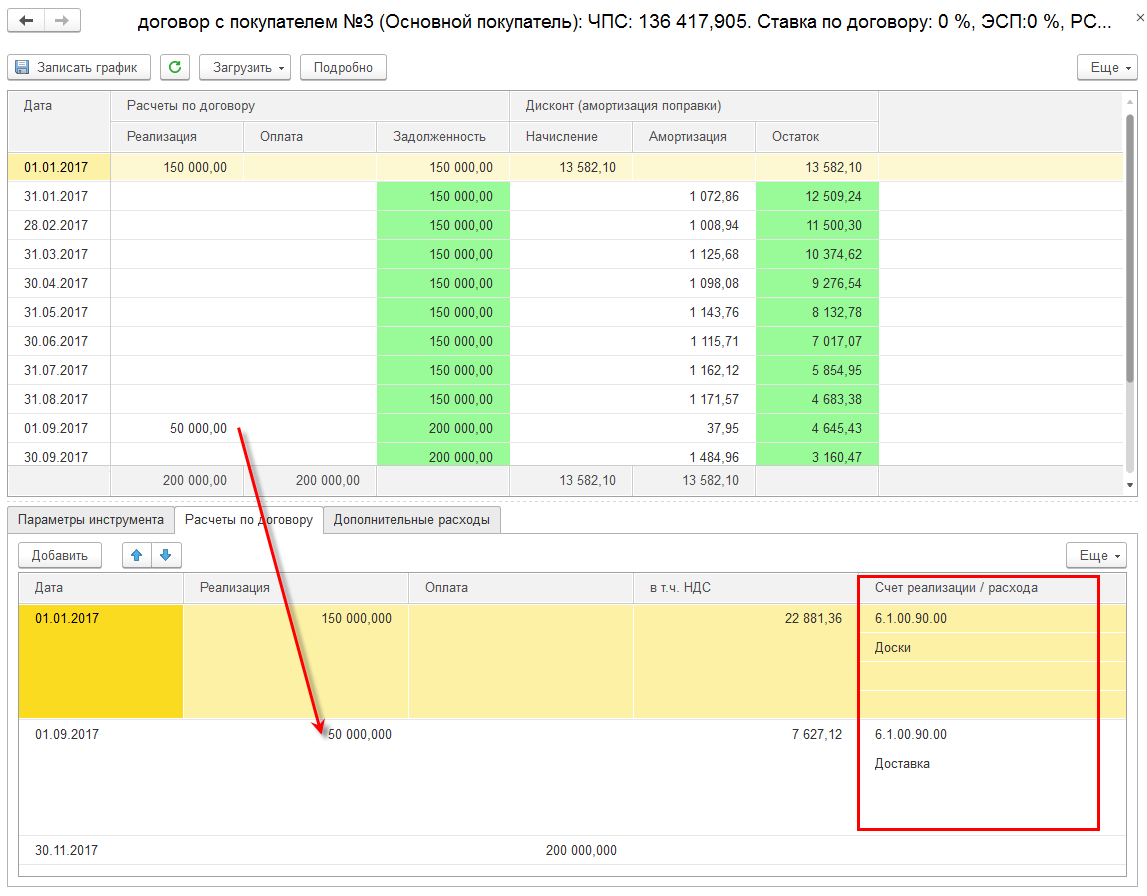 договор с покупателем №3 (Основной покупатель): ЧПС: 136 417,905. Ставка по договору: 0 %, ЭСП:0 %, РС...
Записать график Загрузить Подробно Еще
Дата Расчеты по договору Дисконт (амортизация поправки)
Реализация Оплата Задолженность Начисление Амортизация Остаток
01.01.2017 150 000,00 150 000,00 13 582,10 13 582,10
31.01.2017 150 000,00 1 072,86 12 509,24
28.02.2017 150 000,00 1 008,94 11 500,30
31.03.2017 150 000,00 1 125,68 10 374,62
30.04.2017 150 000,00 1 098,08 9 276,54
31.05.2017 150 000,00 1 143,76 8 132,78
30.06.2017 150 000,00 1 115,71 7 017,07
31.07.2017 150 000,00 1 162,12 5 854,95
31.08.2017 150 000,00 1 171,57 4 683,38
01.09.2017 50 000,00 200 000,00 37,95 4 645,43
30.09.2017 200 000,00 1 484,96 3 160,47
200 000,00 200 000,00 13 582,10 13 582,10
Параметры инструмента Расчеты по договору Дополнительные расходы
Добавить Еще
Дата Реализация Оплата в т.ч. НДС Счет реализации / расхода
01.01.2017 150 000,000 22 881,36 6.1.00.90.00
Доски
01.09.2017 50 000,000 7 627,12 6.1.00.90.00
Доставка
30.11.2017 200 000,000